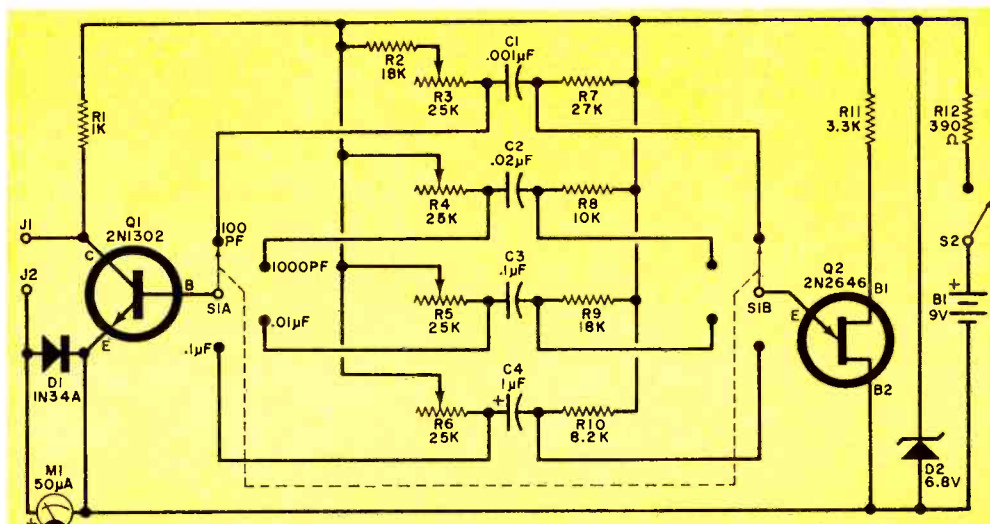 R1
1K
R2
18K
R3
25K
C1
.001µF
R7
27K
R11
3.3K
R12
390
Ω
C2
.02µF
R4
25K
R8
10K
J1
Q1
2N1302
C
B
E
100
PF
S1A
J2
1000PF
.01µF
.1µF
C3
.1µF
R5
25K
R9
18K
S1B
Q2
2N2646
B1
E
B2
S2
+
B1
9V
D1
1N34A
C4
1µF
+
R6
25K
R10
8.2K
D2
6.8V
M1
50µA
+